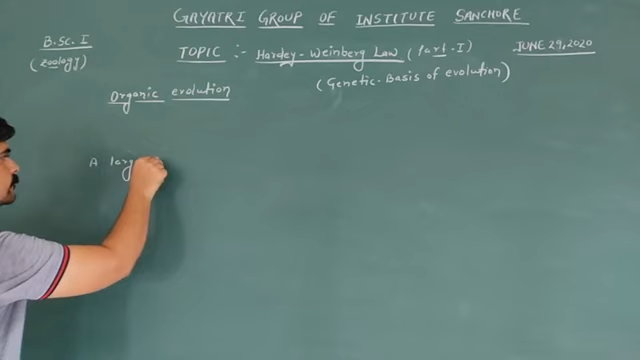 GAYATRI GROUP OF INSTITUTE SANCHORE
B.Sc. I
(zoology)
TOPIC :- Hardey-Weinberg Law (Part-I)
JUNE 29,2020
(Genetic-Basis of evolution)
Organic evolution
A larg